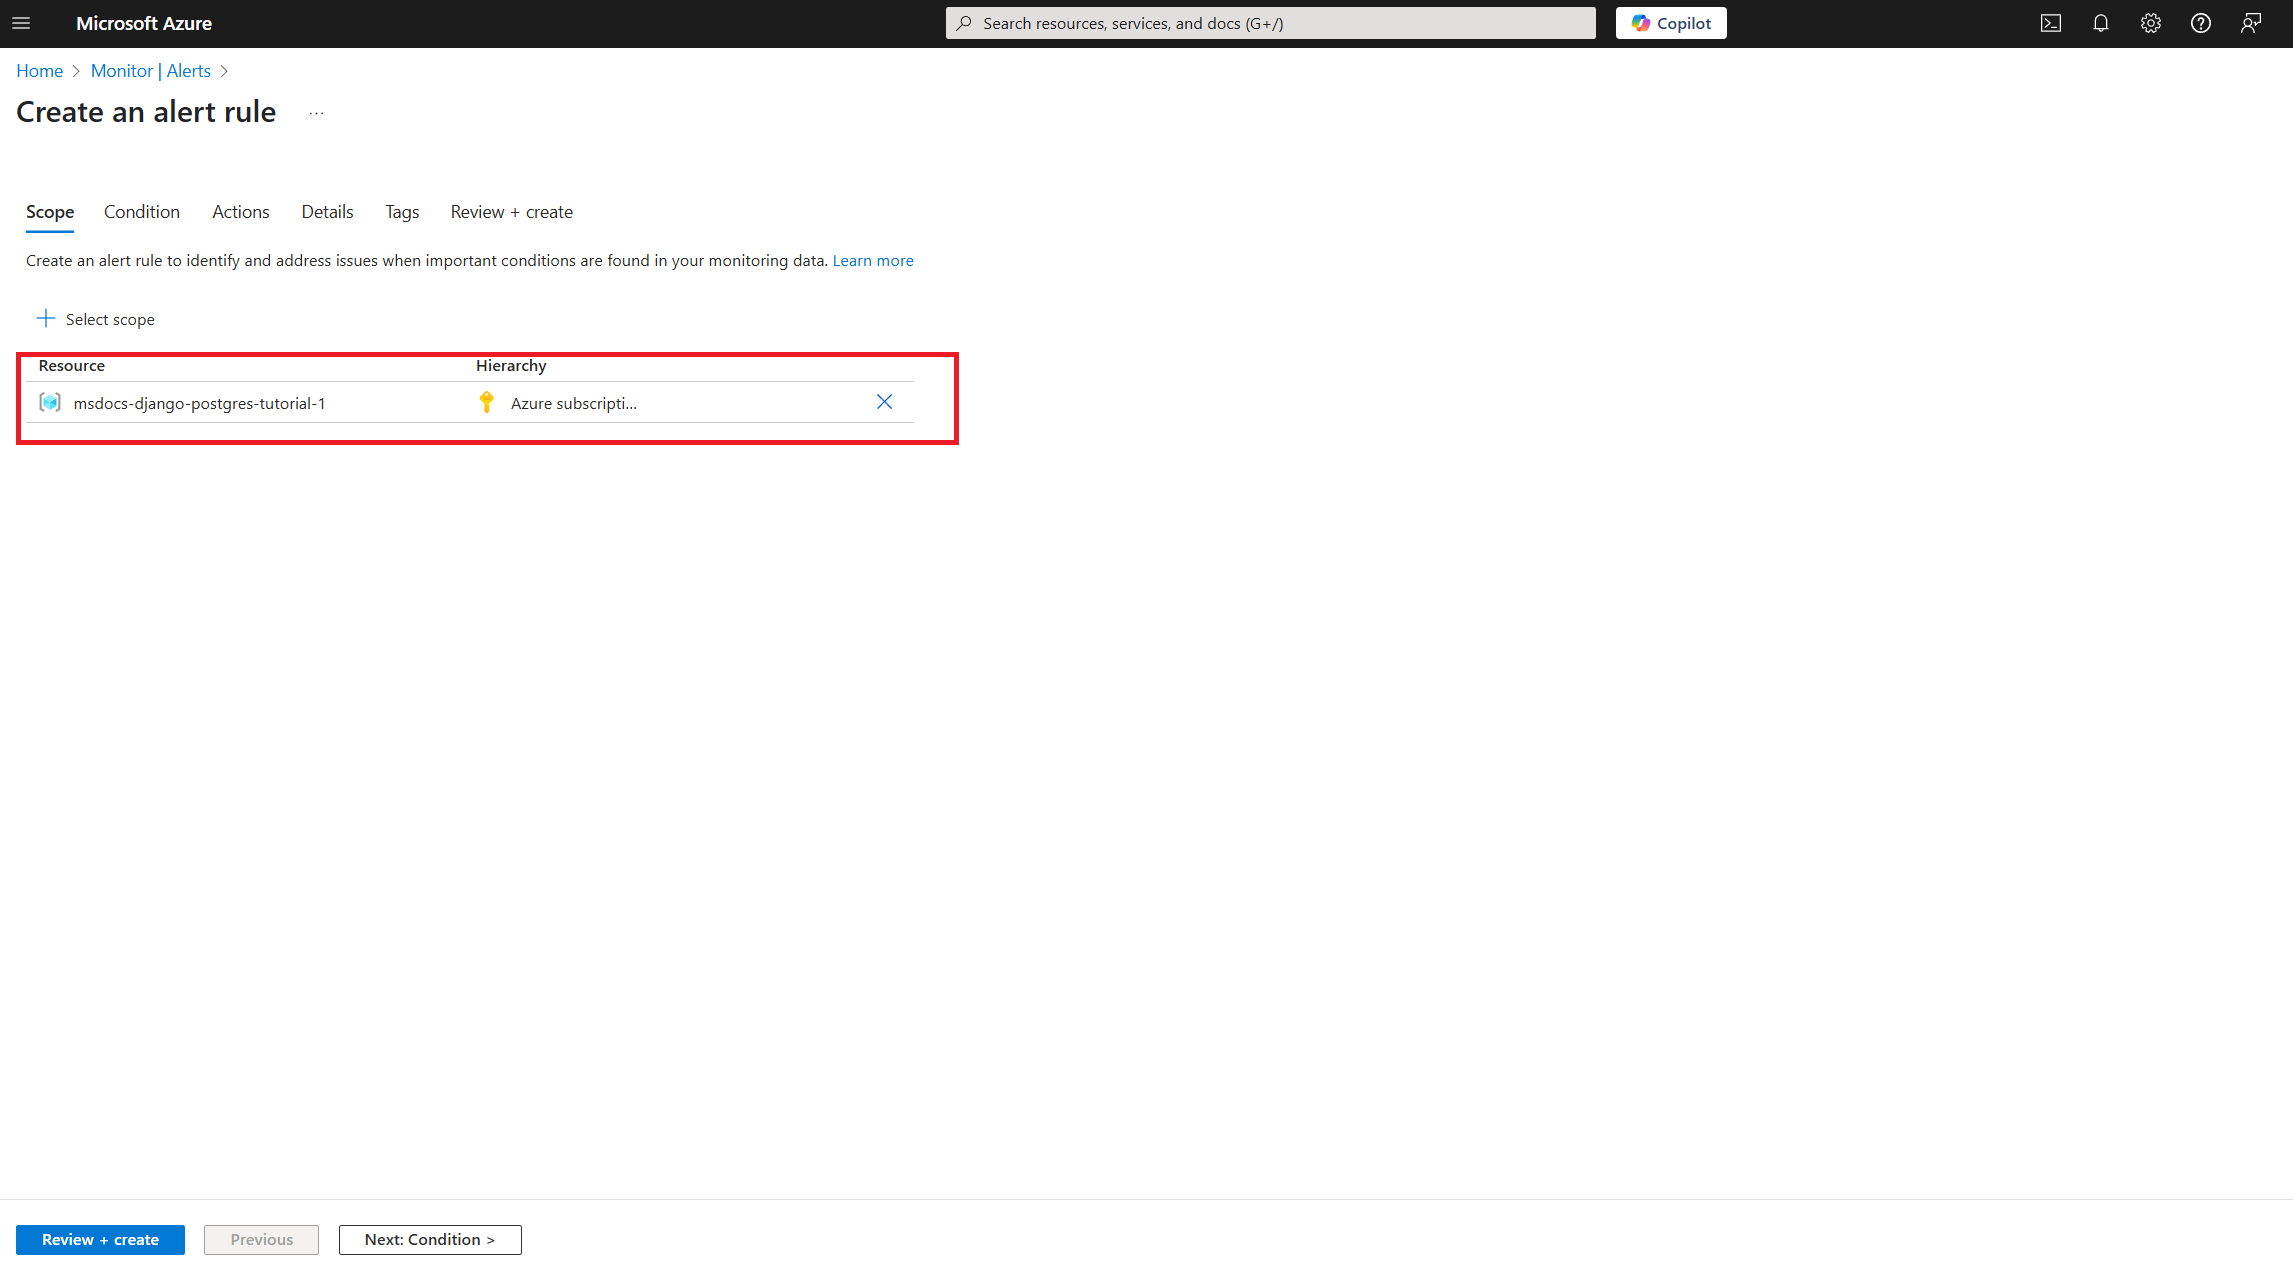 Microsoft Azure
Search resources, services, and docs (G+/)
Copilot
Home > Monitor | Alerts >
Create an alert rule ...
Scope Condition Actions Details Tags Review + create
Create an alert rule to identify and address issues when important conditions are found in your monitoring data. Learn more
+ Select scope
Resource Hierarchy
msdocs-django-postgres-tutorial-1 Azure subscripti...
Review + create Previous Next: Condition >